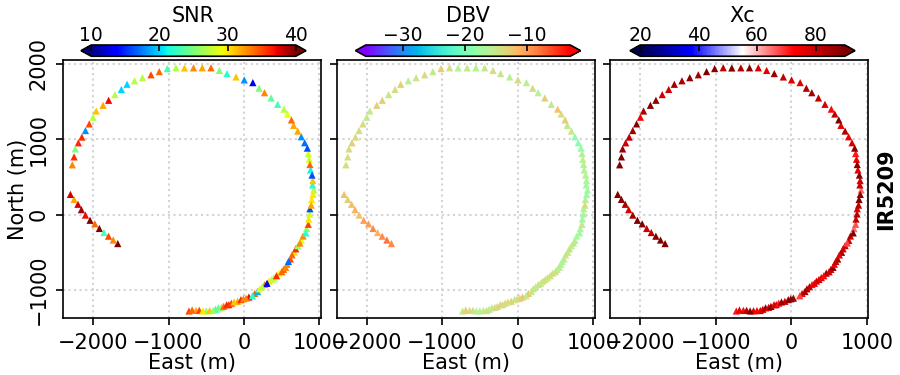 SNR DBV Xc
10 20 30 40 −30 −20 −10 20 40 60 80
2000
1000
0
−1000
North (m)
IR5209
−2000 −1000 0 1000 −2000 −1000 0 1000 −2000 −1000 0 1000
East (m) East (m) East (m)